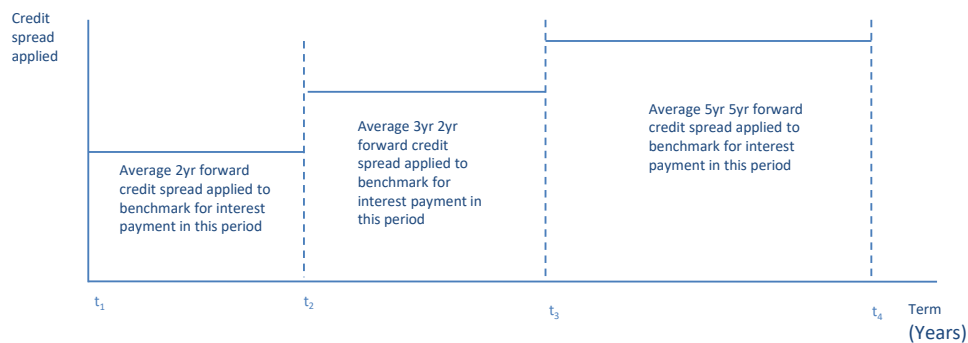 Credit
spread
applied
Average 2yr forward
credit spread applied to
benchmark for interest
payment in this period
Average 3yr 2yr
forward credit
spread applied to
benchmark for
interest payment in
this period
Average 5yr 5yr forward
credit spread applied to
benchmark for interest
payment in this period
t₁
t₂
t₃
t₄
Term
(Years)